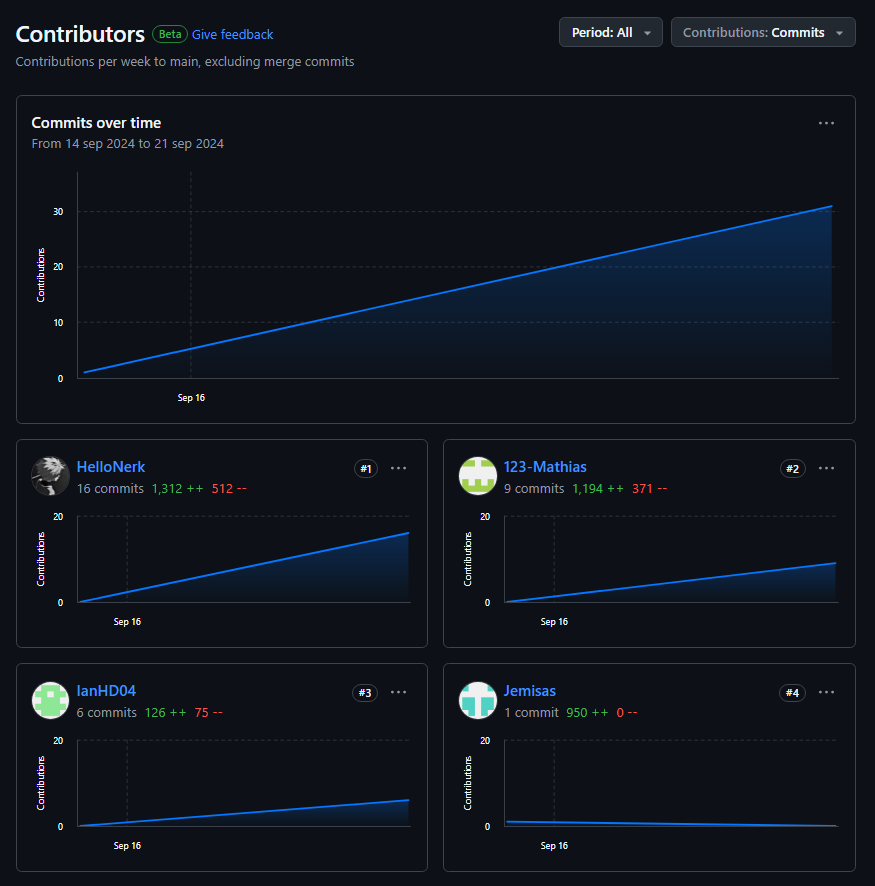 Contributors Beta Give feedback
Period: All
Contributions: Commits
Contributions per week to main, excluding merge commits
Commits over time
From 14 sep 2024 to 21 sep 2024
Contributions
30
20
10
0
Sep 16
HelloNerk
#1
16 commits 1,312 ++ 512 --
Contributions
20
0
Sep 16
123-Mathias
#2
9 commits 1,194 ++ 371 --
Contributions
20
0
Sep 16
IanHD04
#3
6 commits 126 ++ 75 --
Contributions
20
0
Sep 16
Jemisas
#4
1 commit 950 ++ 0 --
Contributions
20
0
Sep 16